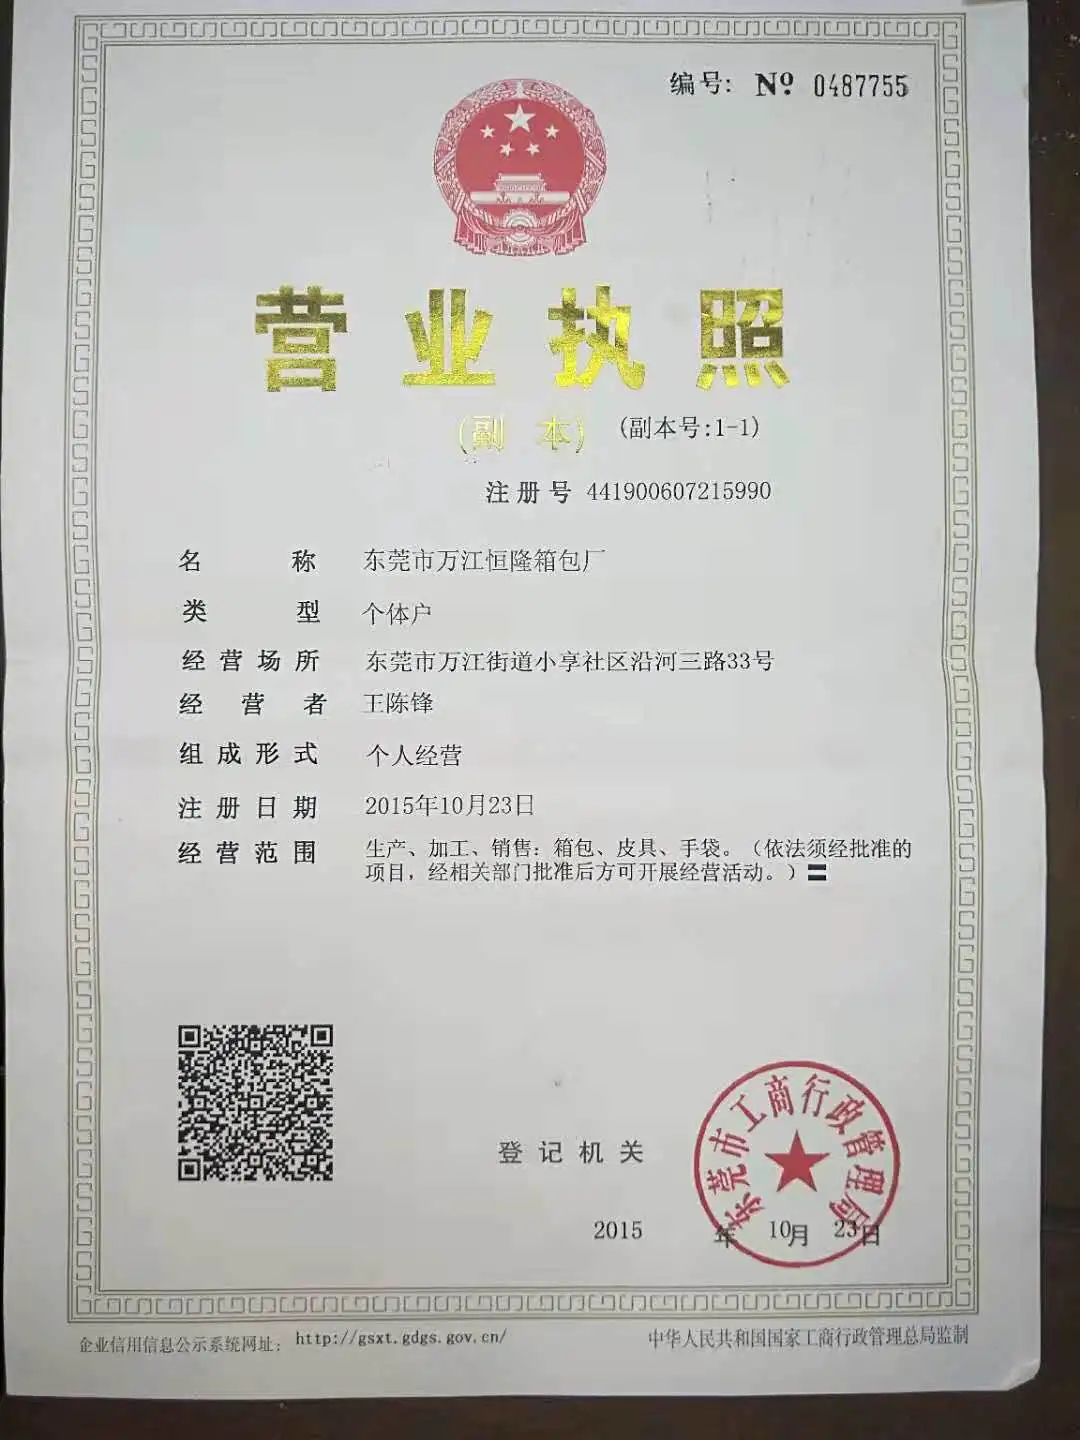 编号: Nº 0487755
营业执照
(副 本) (副本号:1-1)
注册号 441900607215990
名称 东莞市万江恒隆箱包厂
类型 个体户
经营场所 东莞市万江街道小享社区沿河三路33号
经营者 王陈锋
组成形式 个人经营
注册日期 2015年10月23日
经营范围 生产、加工、销售：箱包、皮具、手袋。（依法须经批准的
项目，经相关部门批准后方可开展经营活动。）〓
东莞市工商行政管理局
登记机关
2015 年 10月 23日
企业信用信息公示系统网址： http://gsxt.gdgs.gov.cn/ 中华人民共和国国家工商行政管理总局监制